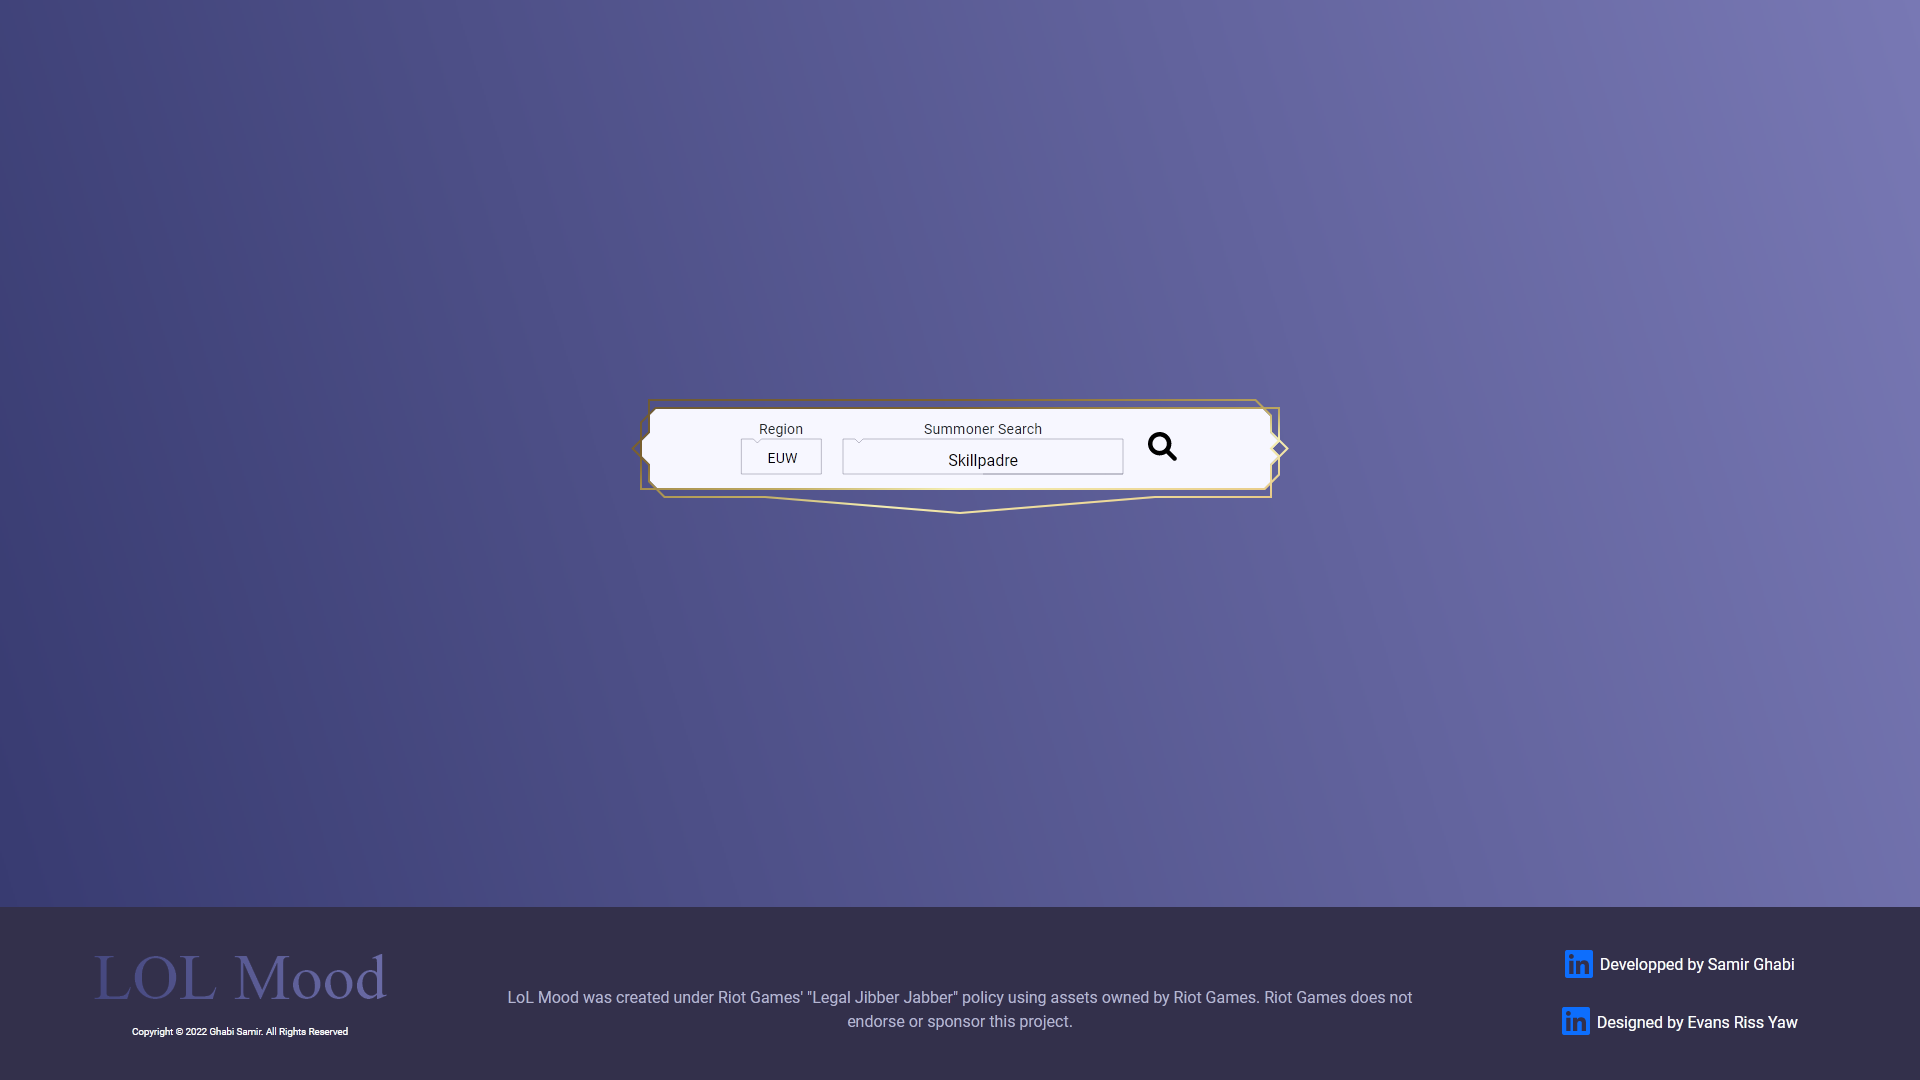 Region
Summoner Search
EUW
Skillpadre
LOL Mood
Copyright © 2022 Ghabi Samir. All Rights Reserved
LoL Mood was created under Riot Games' "Legal Jibber Jabber" policy using assets owned by Riot Games. Riot Games does not
endorse or sponsor this project.
in Developped by Samir Ghabi
in Designed by Evans Riss Yaw